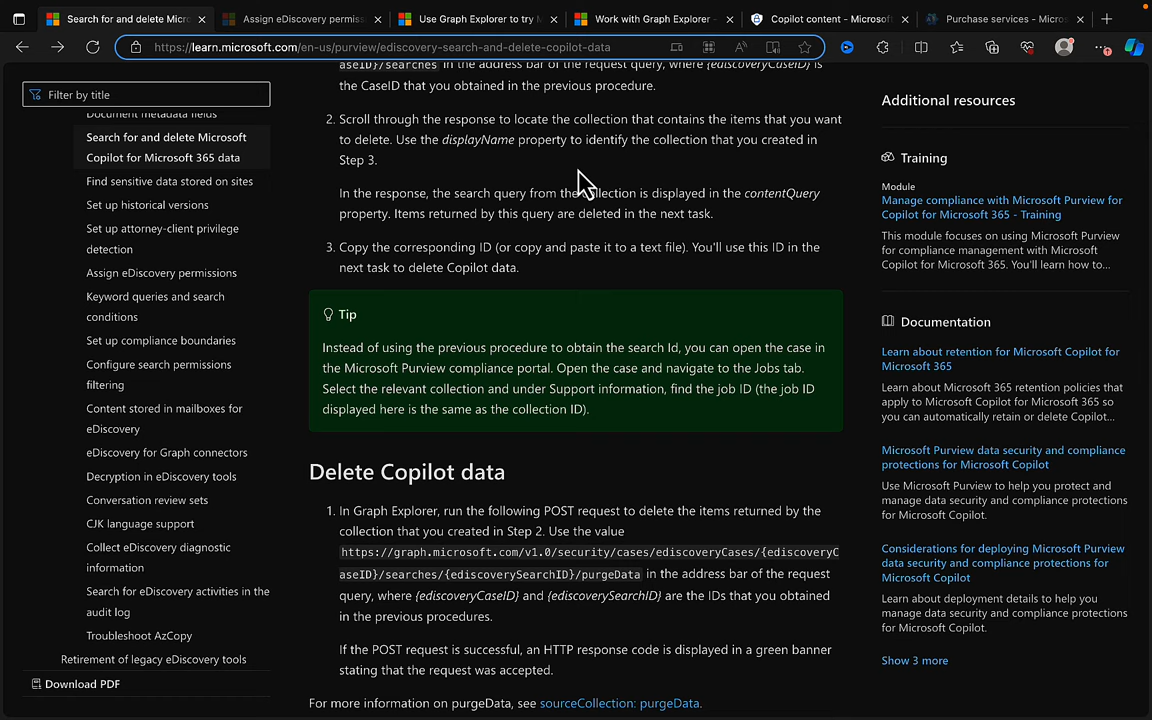 Search for and delete Micro
Assign eDiscovery permiss
Use Graph Explorer to try M
Work with Graph Explorer -
Copilot content - Microsoft
Purchase services - Micros
https://learn.microsoft.com/en-us/purview/ediscovery-search-and-delete-copilot-data
Filter by title
Document metadata fields
Search for and delete Microsoft
Copilot for Microsoft 365 data
Find sensitive data stored on sites
Set up historical versions
Set up attorney-client privilege
detection
Assign eDiscovery permissions
Keyword queries and search
conditions
Set up compliance boundaries
Configure search permissions
filtering
Content stored in mailboxes for
eDiscovery
eDiscovery for Graph connectors
Decryption in eDiscovery tools
Conversation review sets
CJK language support
Collect eDiscovery diagnostic
information
Search for eDiscovery activities in the
audit log
Troubleshoot AzCopy
Retirement of legacy eDiscovery tools
Download PDF
aseID}/searches in the address bar of the request query, where {ediscoveryCaseID} is
the CaseID that you obtained in the previous procedure.
2. Scroll through the response to locate the collection that contains the items that you want
to delete. Use the displayName property to identify the collection that you created in
Step 3.
In the response, the search query from the collection is displayed in the contentQuery
property. Items returned by this query are deleted in the next task.
3. Copy the corresponding ID (or copy and paste it to a text file). You'll use this ID in the
next task to delete Copilot data.
Tip
Instead of using the previous procedure to obtain the search Id, you can open the case in
the Microsoft Purview compliance portal. Open the case and navigate to the Jobs tab.
Select the relevant collection and under Support information, find the job ID (the job ID
displayed here is the same as the collection ID).
Delete Copilot data
1. In Graph Explorer, run the following POST request to delete the items returned by the
collection that you created in Step 2. Use the value
https://graph.microsoft.com/v1.0/security/cases/ediscoveryCases/{ediscoveryC
aseID}/searches/{ediscoverySearchID}/purgeData in the address bar of the request
query, where {ediscoveryCaseID} and {ediscoverySearchID} are the IDs that you obtained
in the previous procedures.
If the POST request is successful, an HTTP response code is displayed in a green banner
stating that the request was accepted.
For more information on purgeData, see sourceCollection: purgeData.
Additional resources
Training
Module
Manage compliance with Microsoft Purview for
Copilot for Microsoft 365 - Training
This module focuses on using Microsoft Purview
for compliance management with Microsoft
Copilot for Microsoft 365. You'll learn how to...
Documentation
Learn about retention for Microsoft Copilot for
Microsoft 365
Learn about Microsoft 365 retention policies that
apply to Microsoft Copilot for Microsoft 365 so
you can automatically retain or delete Copilot...
Microsoft Purview data security and compliance
protections for Microsoft Copilot
Use Microsoft Purview to help you protect and
manage data security and compliance protections
for Microsoft Copilot.
Considerations for deploying Microsoft Purview
data security and compliance protections for
Microsoft Copilot
Learn about deployment details to help you
manage data security and compliance protections
for Microsoft Copilot.
Show 3 more